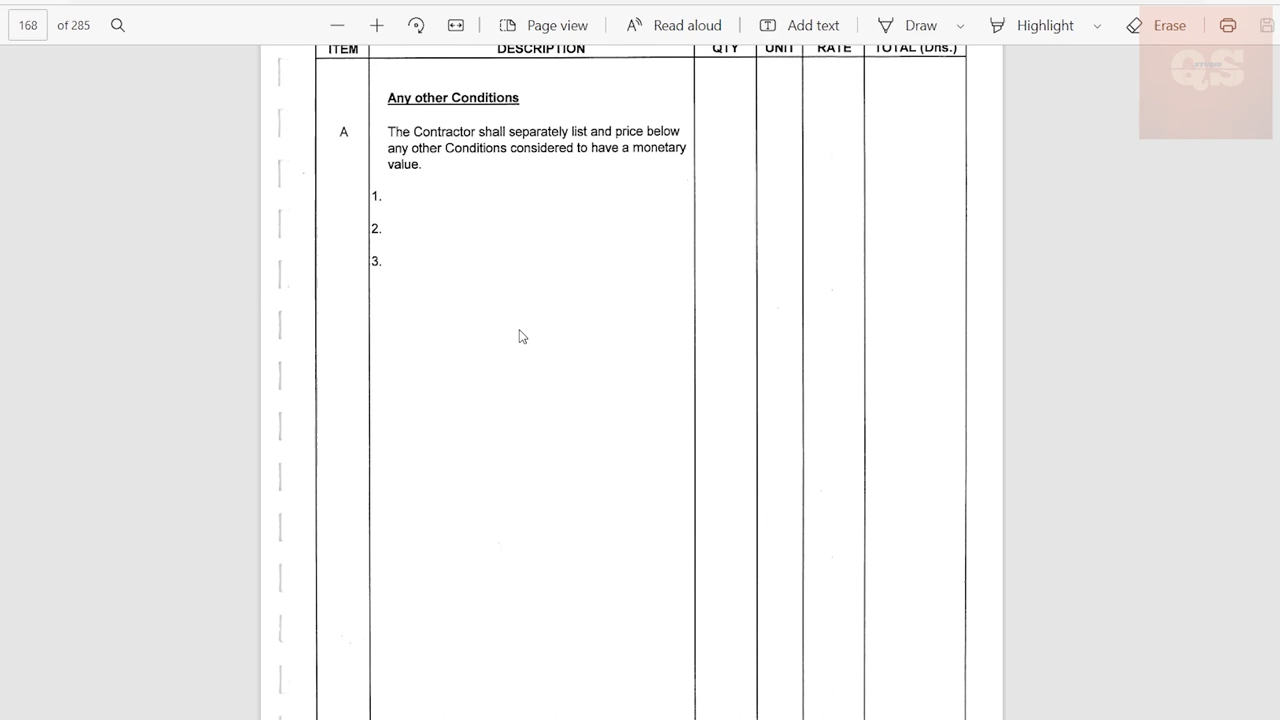 168 of 285 Page view Read aloud Add text Draw Highlight Erase
QS
STUDIO
ITEM DESCRIPTION QTY UNIT RATE TOTAL (Dhs.)
Any other Conditions
A The Contractor shall separately list and price below
any other Conditions considered to have a monetary
value.
1.
2.
3.